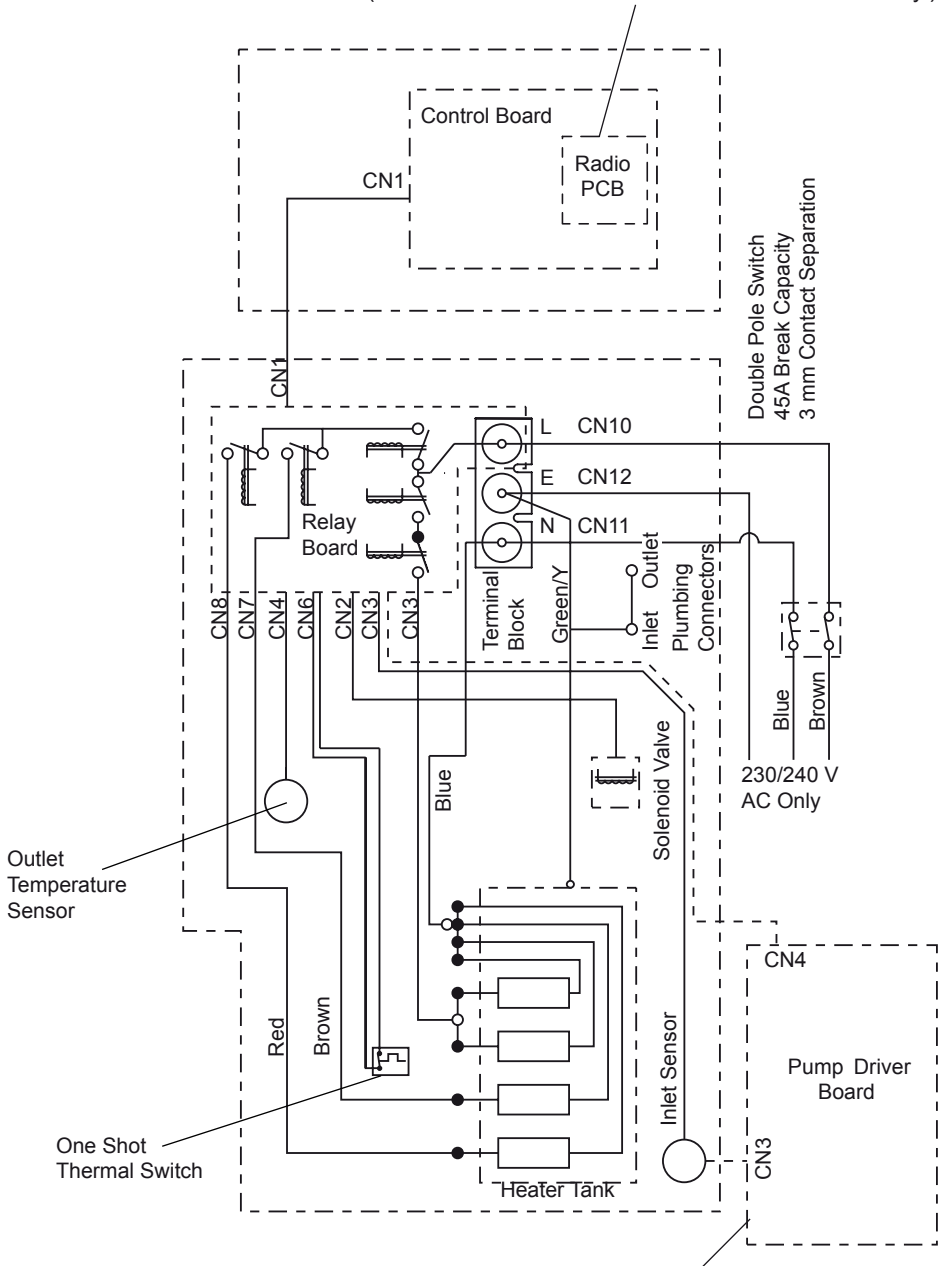 Control Board
Radio
PCB
CN1
Double Pole Switch
45A Break Capacity
3 mm Contact Separation
CN1
L CN10
E CN12
N CN11
Relay
Board
Terminal
Block
Green/Y
Inlet Outlet
Plumbing
Connectors
CN8
CN7
CN4
CN6
CN2
CN3
CN3
Blue
Brown
230/240 V
AC Only
Blue
Solenoid Valve
Outlet
Temperature
Sensor
CN4
Red
Brown
Inlet Sensor
Pump Driver
Board
One Shot
Thermal Switch
CN3
Heater Tank